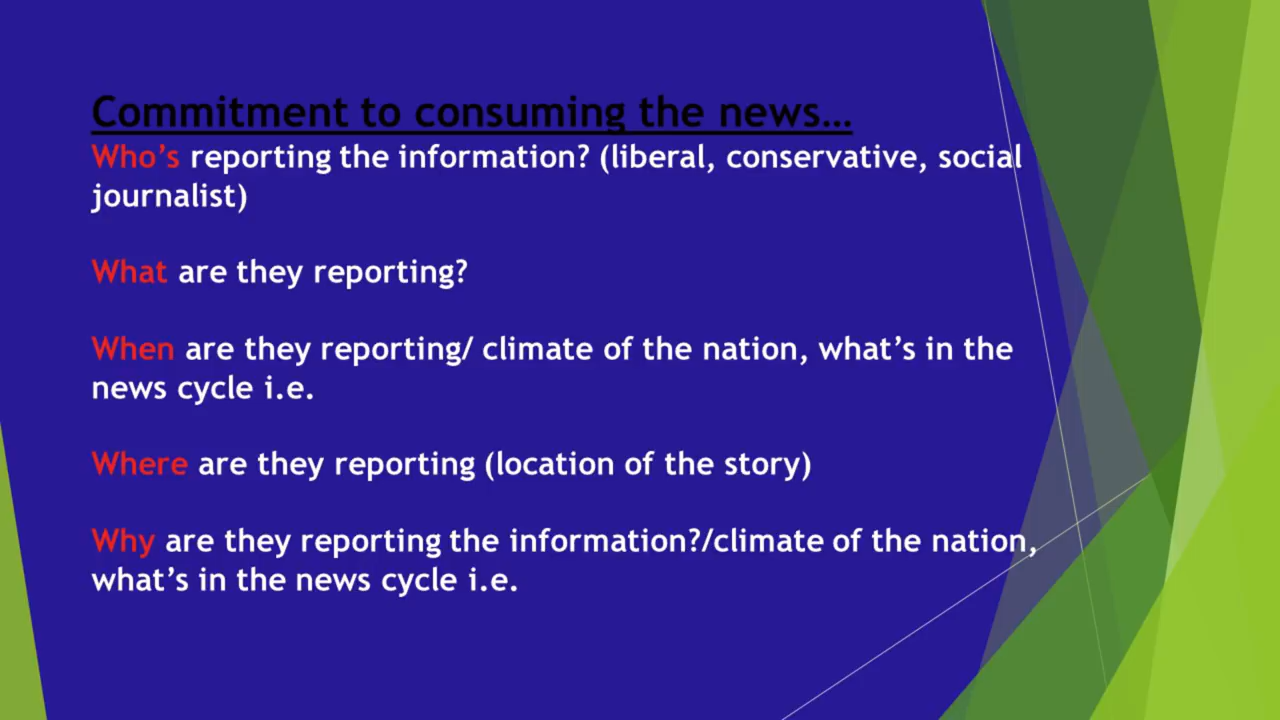 Commitment to consuming the news…
Who’s reporting the information? (liberal, conservative, social
journalist)
What are they reporting?
When are they reporting/ climate of the nation, what’s in the
news cycle i.e.
Where are they reporting (location of the story)
Why are they reporting the information?/climate of the nation,
what’s in the news cycle i.e.